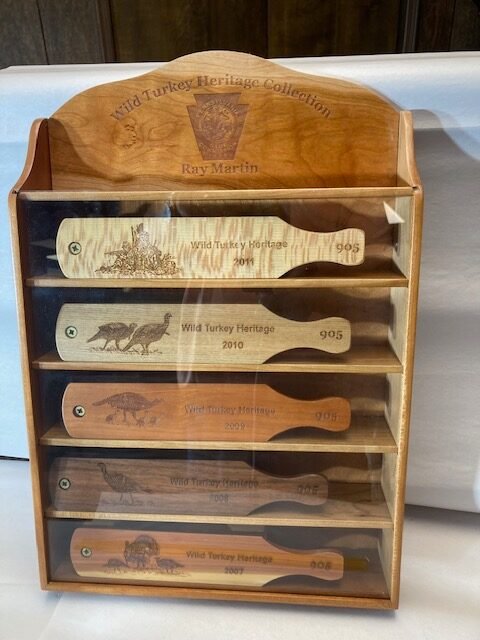 Wild Turkey Heritage Collection
Ray Martin
Wild Turkey Heritage 905
2011
Wild Turkey Heritage 905
2010
Wild Turkey Heritage 905
2009
Wild Turkey Heritage 905
2008
Wild Turkey Heritage 905
2007